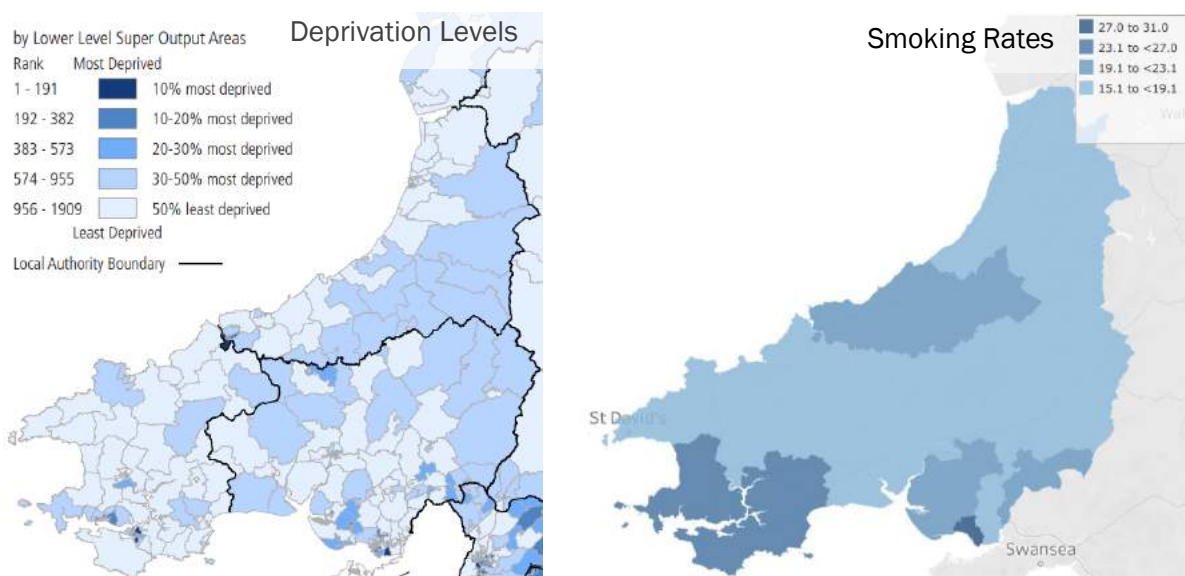 Deprivation Levels
by Lower Level Super Output Areas
Rank Most Deprived
1 - 191 10% most deprived
192 - 382 10-20% most deprived
383 - 573 20-30% most deprived
574 - 955 30-50% most deprived
956 - 1909 50% least deprived
Least Deprived
Local Authority Boundary
Smoking Rates
27.0 to 31.0
23.1 to <27.0
19.1 to <23.1
15.1 to <19.1
St David's
Swansea